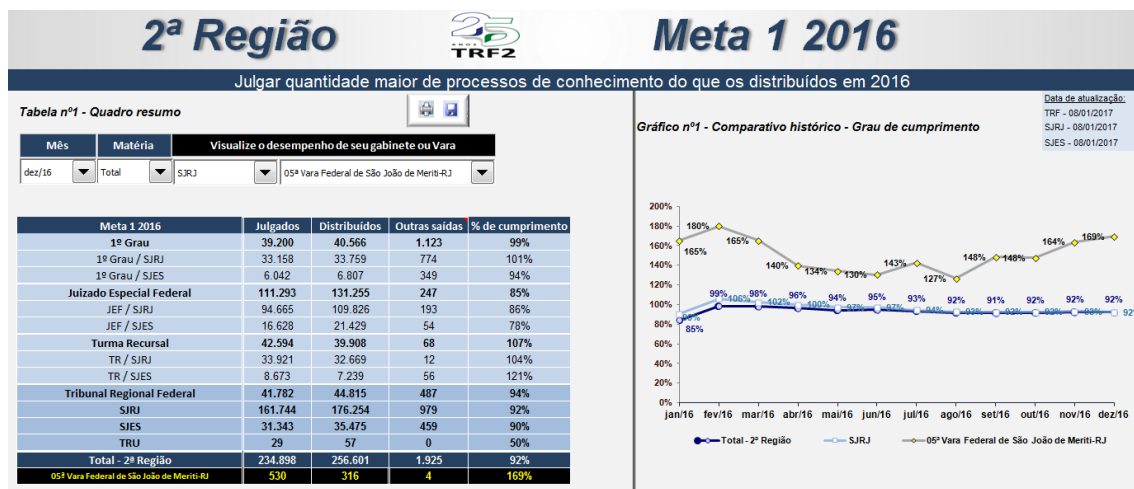 2ª Região
25
ANOS
TRF2
Meta 1 2016
Julgar quantidade maior de processos de conhecimento do que os distribuídos em 2016
Tabela nº1 - Quadro resumo
Mês Matéria Visualize o desempenho de seu gabinete ou Vara
dez/16 Total SJRJ 05ª Vara Federal de São João de Meriti-RJ
Meta 1 2016 Julgados Distribuídos Outras saídas % de cumprimento
1º Grau 39.200 40.566 1.123 99%
1º Grau / SJRJ 33.158 33.759 774 101%
1º Grau / SJES 6.042 6.807 349 94%
Juizado Especial Federal 111.293 131.255 247 85%
JEF / SJRJ 94.665 109.826 193 86%
JEF / SJES 16.628 21.429 54 78%
Turma Recursal 42.594 39.908 68 107%
TR / SJRJ 33.921 32.669 12 104%
TR / SJES 8.673 7.239 56 121%
Tribunal Regional Federal 41.782 44.815 487 94%
SJRJ 161.744 176.254 979 92%
SJES 31.343 35.475 459 90%
TRU 29 57 0 50%
Total - 2ª Região 234.898 256.601 1.925 92%
05ª Vara Federal de São João de Meriti-RJ 530 316 4 169%
Data de atualização:
TRF - 08/01/2017
SJRJ - 08/01/2017
SJES - 08/01/2017
Gráfico nº1 - Comparativo histórico - Grau de cumprimento
200%
180%
160%
140%
120%
100%
80%
60%
40%
20%
0%
165% 180% 165% 140% 134% 130% 143% 127% 148% 148% 164% 169%
85% 99% 98% 96% 94% 95% 93% 92% 91% 92% 92% 92%
106% 102% 100% 97% 97% 94% 93% 92% 92% 93% 92
jan/16 fev/16 mar/16 abr/16 mai/16 jun/16 jul/16 ago/16 set/16 out/16 nov/16 dez/16
Total - 2ª Região SJRJ 05ª Vara Federal de São João de Meriti-RJ